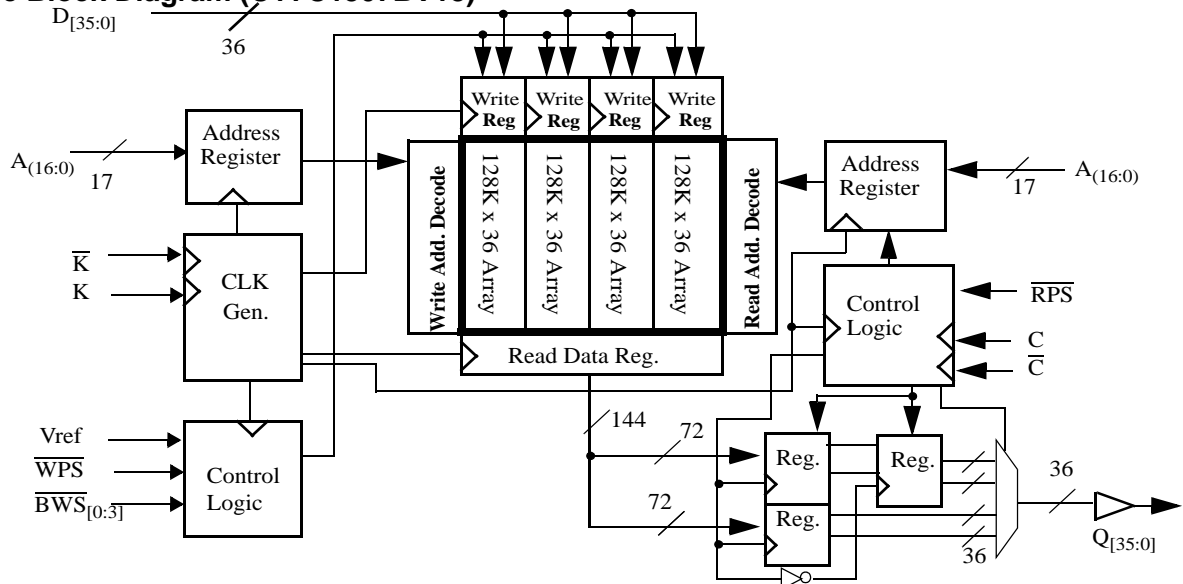 D[35:0]
36
Write Reg
Write Reg
Write Reg
Write Reg
Address Register
A(16:0)
17
Write Add. Decode
128K x 36 Array
128K x 36 Array
128K x 36 Array
128K x 36 Array
Read Add. Decode
Address Register
17
A(16:0)
K̅
K
CLK Gen.
Control Logic
R̅P̅S̅
C
C̅
Read Data Reg.
Vref
W̅P̅S̅
B̅W̅S̅[0:3]
Control Logic
144
72
72
Reg.
Reg.
Reg.
36
36
Q[35:0]